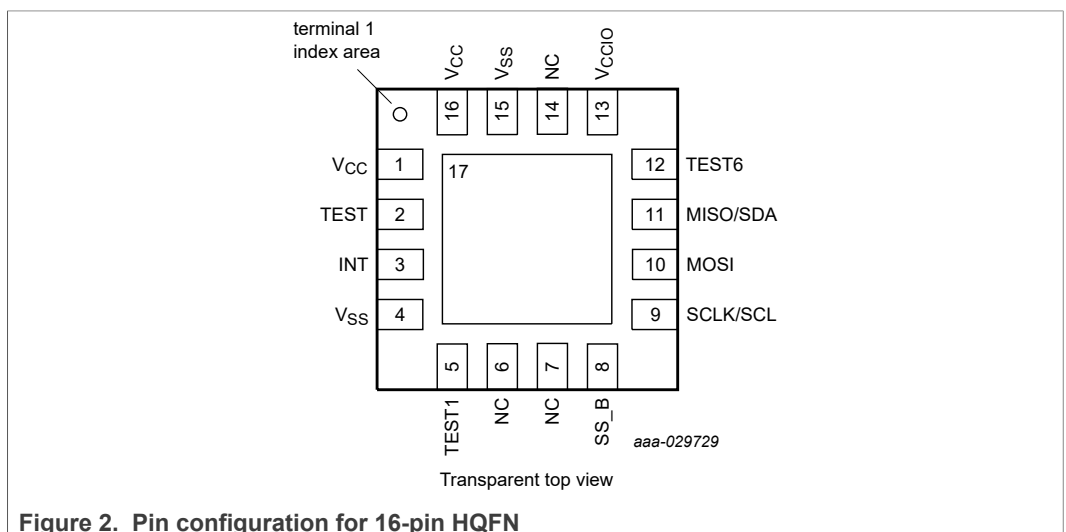 terminal 1
index area
VCC
VSS
NC
VCCIO
16
15
14
13
VCC
1
17
12
TEST6
TEST
2
11
MISO/SDA
INT
3
10
MOSI
VSS
4
9
SCLK/SCL
5
6
7
8
TEST1
NC
NC
SS_B
aaa-029729
Transparent top view
Figure 2. Pin configuration for 16-pin HQFN